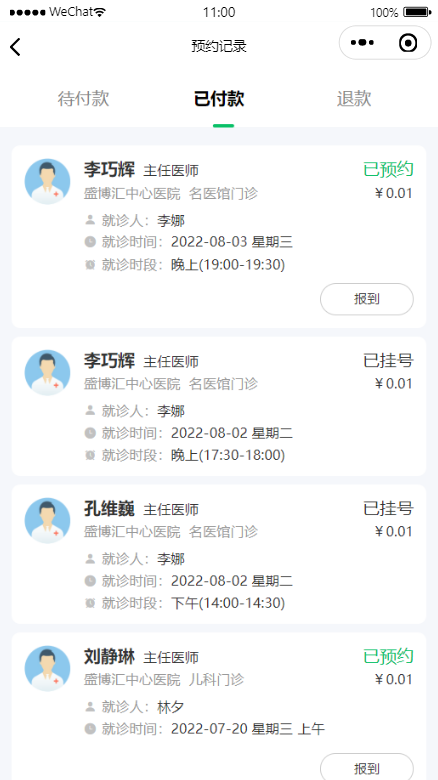 ●●●●● WeChat 11:00 100%
预约记录
待付款 已付款 退款
李巧辉 主任医师 已预约
盛博汇中心医院 名医馆门诊 ￥0.01
就诊人: 李娜
就诊时间: 2022-08-03 星期三
就诊时段: 晚上(19:00-19:30)
报到
李巧辉 主任医师 已挂号
盛博汇中心医院 名医馆门诊 ￥0.01
就诊人: 李娜
就诊时间: 2022-08-02 星期二
就诊时段: 晚上(17:30-18:00)
孔维巍 主任医师 已挂号
盛博汇中心医院 名医馆门诊 ￥0.01
就诊人: 李娜
就诊时间: 2022-08-02 星期二
就诊时段: 下午(14:00-14:30)
刘静琳 主任医师 已预约
盛博汇中心医院 儿科门诊 ￥0.01
就诊人: 林夕
就诊时间: 2022-07-20 星期三 上午
报到